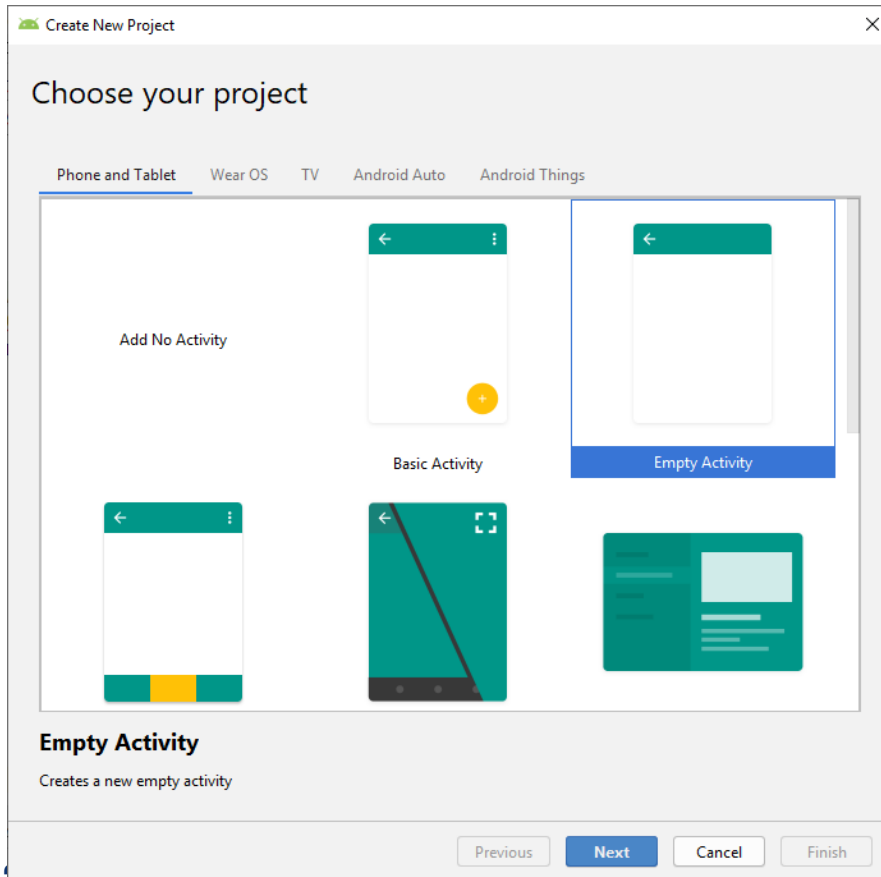 Create New Project
Choose your project
Phone and Tablet Wear OS TV Android Auto Android Things
Add No Activity
Basic Activity
Empty Activity
Empty Activity
Creates a new empty activity
Previous Next Cancel Finish